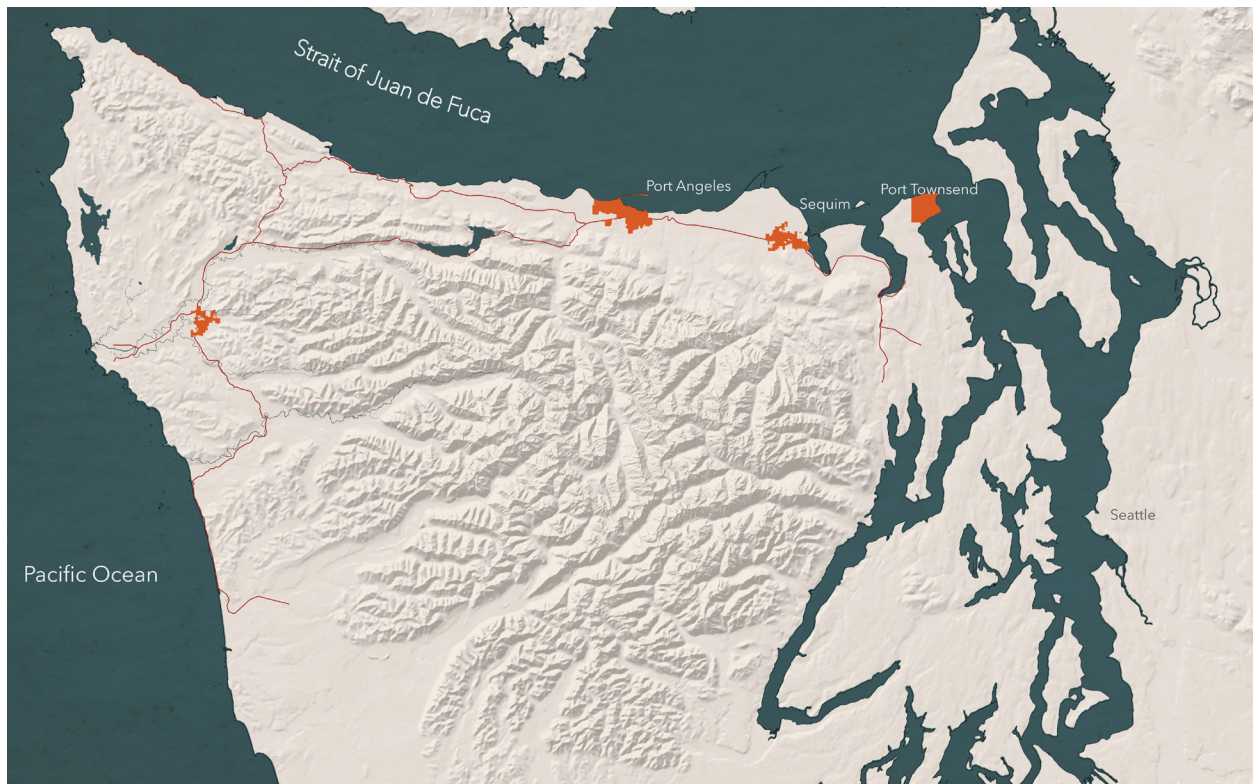 Strait of Juan de Fuca
Port Angeles
Port Townsend
Sequim
Seattle
Pacific Ocean